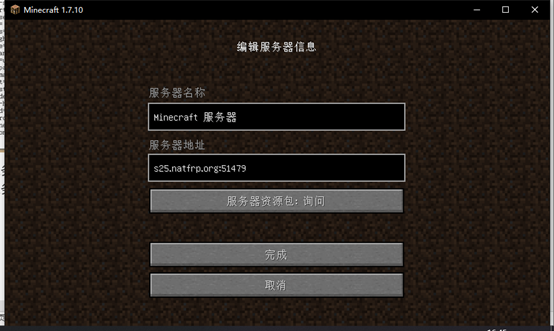 Minecraft 1.7.10
编辑服务器信息
服务器名称
Minecraft 服务器
服务器地址
s25.natfrp.org:51479
服务器资源包: 询问
完成
取消